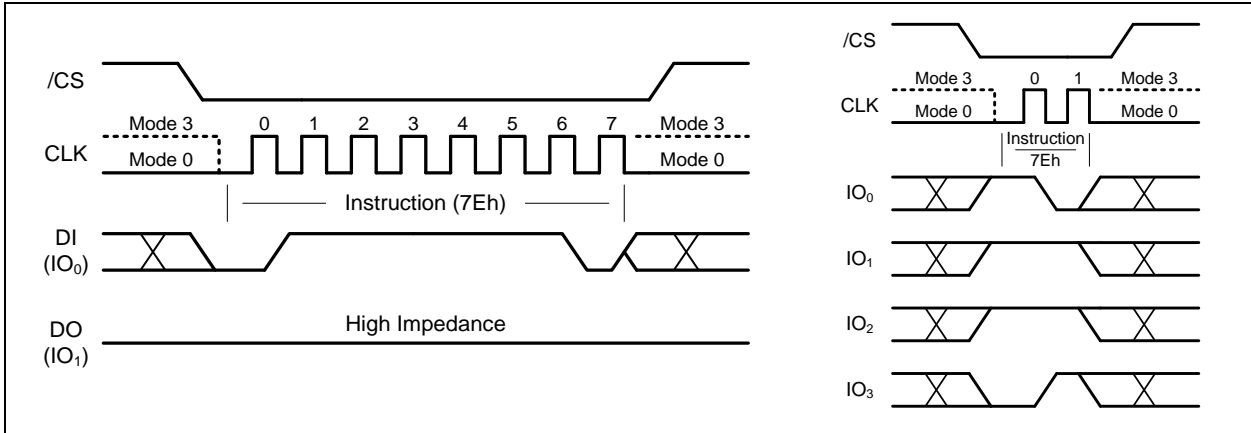 /CS
Mode 3 0 1 2 3 4 5 6 7 Mode 3
CLK
Mode 0 Mode 0
Instruction (7Eh)
DI
(IO₀)
High Impedance
DO
(IO₁)
/CS
Mode 3 0 1 Mode 3
CLK
Mode 0 Mode 0
Instruction
7Eh
IO₀
IO₁
IO₂
IO₃